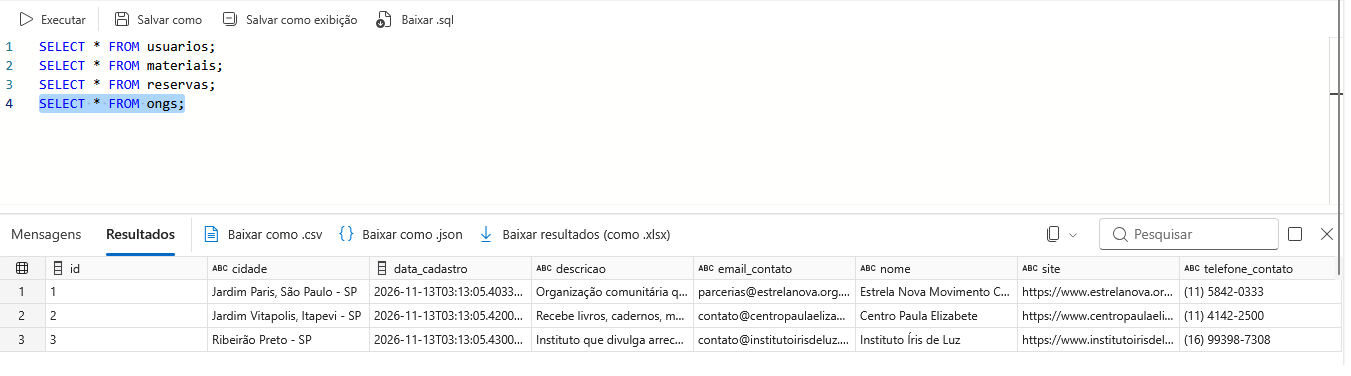 Executar Salvar como Salvar como exibição Baixar .sql
1 SELECT * FROM usuarios;
2 SELECT * FROM materiais;
3 SELECT * FROM reservas;
4 SELECT * FROM ongs;
Mensagens Resultados Baixar como .csv Baixar como .json Baixar resultados (como .xlsx) Pesquisar
id ABC cidade data_cadastro ABC descricao ABC email_contato ABC nome ABC site ABC telefone_contato
1 1 Jardim Paris, São Paulo - SP 2026-11-13T03:13:05.4033... Organização comunitária q... parcerias@estrelanova.org.... Estrela Nova Movimento C... https://www.estrelanova.or... (11) 5842-0333
2 2 Jardim Vitapolis, Itapevi - SP 2026-11-13T03:13:05.4200... Recebe livros, cadernos, m... contato@centropaulaeliza... Centro Paula Elizabete https://www.centropaulaeli... (11) 4142-2500
3 3 Ribeirão Preto - SP 2026-11-13T03:13:05.4300... Instituto que divulga arrec... contato@institutoirisdeluz.... Instituto Íris de Luz https://www.institutoirisdel... (16) 99398-7308